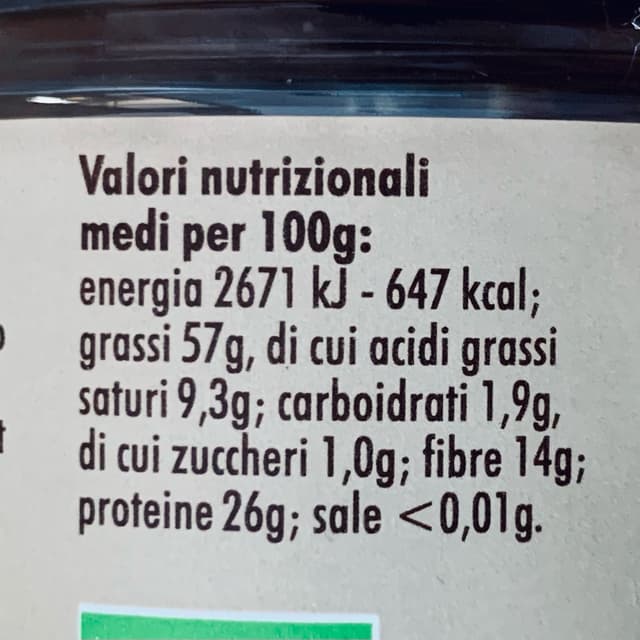 Valori nutrizionali
medi per 100g:
energia 2671 kJ - 647 kcal;
grassi 57g, di cui acidi grassi
saturi 9,3g; carboidrati 1,9g,
di cui zuccheri 1,0g; fibre 14g;
proteine 26g; sale <0,01g.